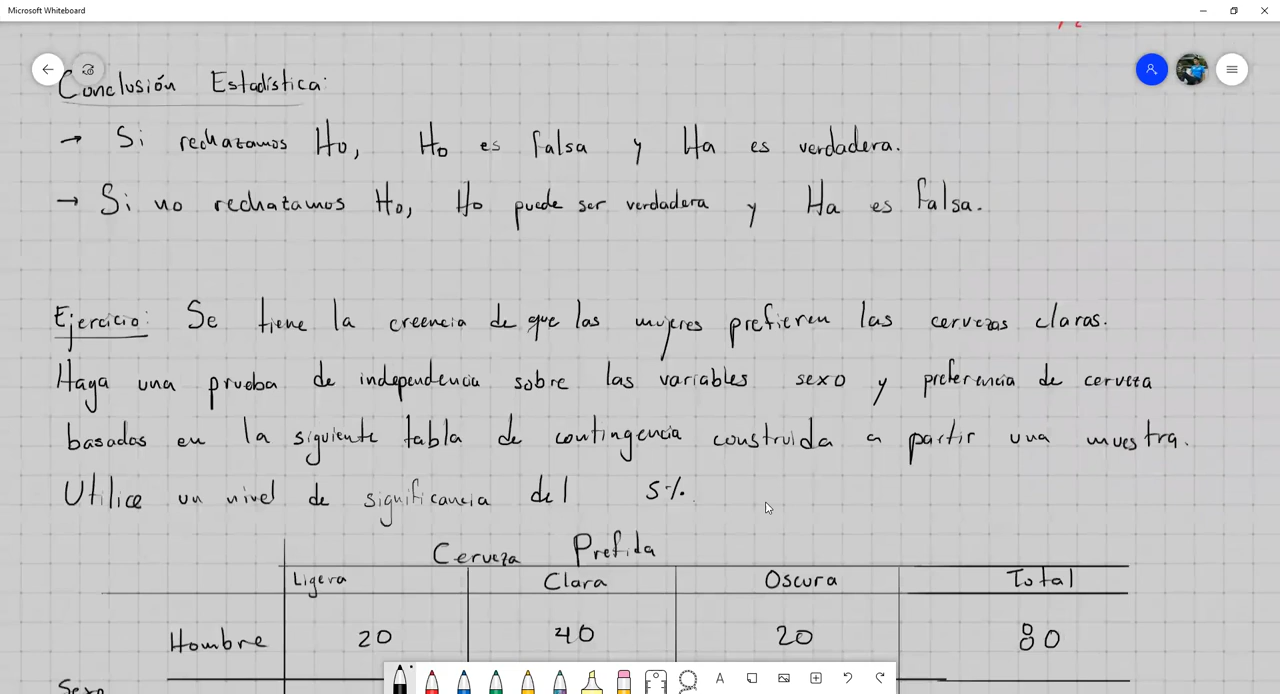 Microsoft Whiteboard
Conclusión Estadística:
→ Si rechazamos Ho, Ho es falsa y Ha es verdadera.
→ Si no rechazamos Ho, Ho puede ser verdadera y Ha es falsa.
Ejercicio: Se tiene la creencia de que las mujeres prefieren las cervezas claras.
Haga una prueba de independencia sobre las variables sexo y preferencia de cerveza
basados en la siguiente tabla de contingencia construida a partir una muestra.
Utilice un nivel de significancia del 5%.
Cerveza Prefida
Ligera Clara Oscura Total
Hombre 20 40 20 80
Sexo